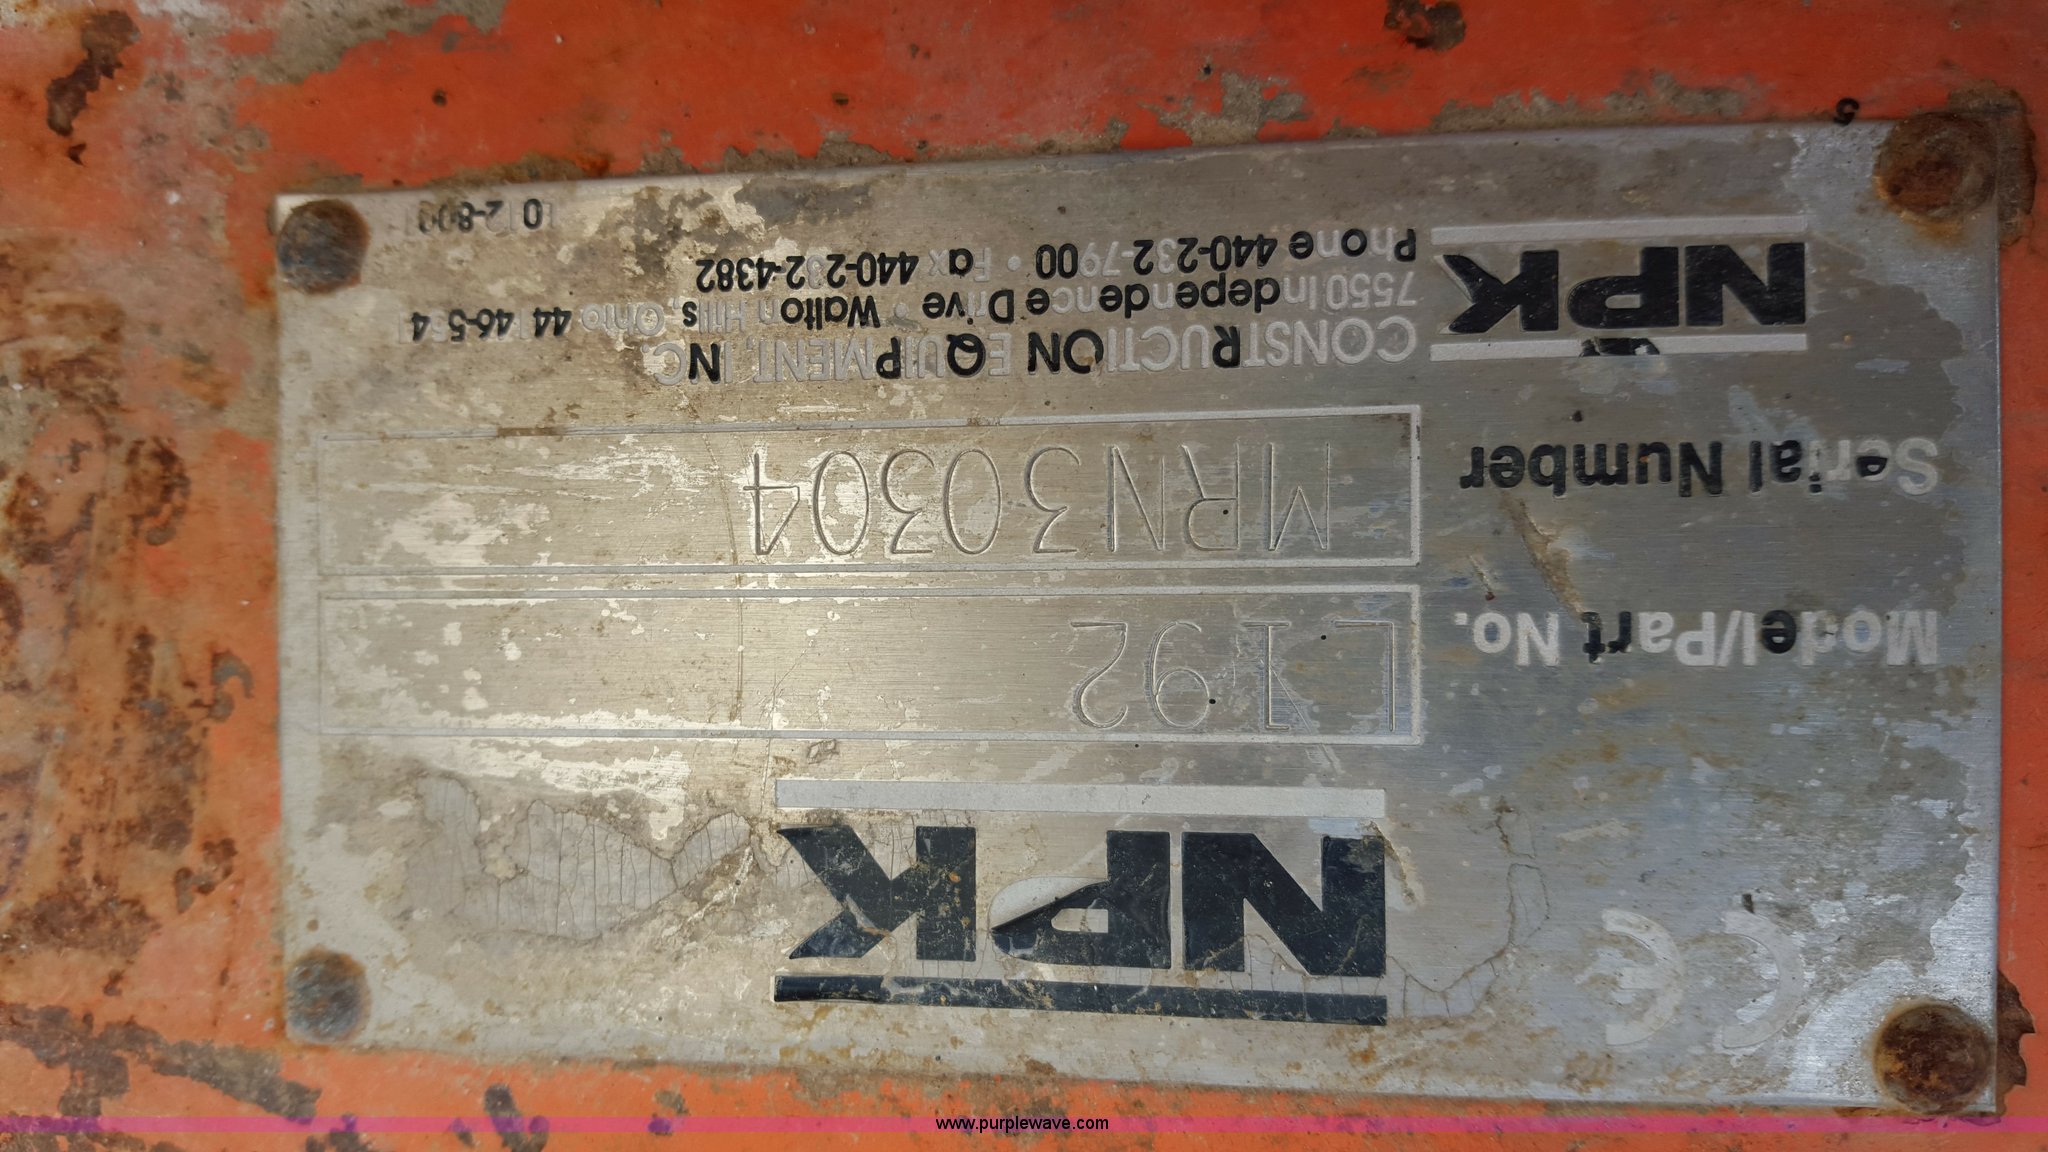 CE
NPK
Model/Part No. L192
Serial Number MRN30304
NPK
CONSTRUCTION EQUIPMENT, INC.
7550 Independence Drive • Walton Hills, Ohio 44146-5541
Phone 440-232-7900 • Fax 440-232-4382
www.purplewave.com